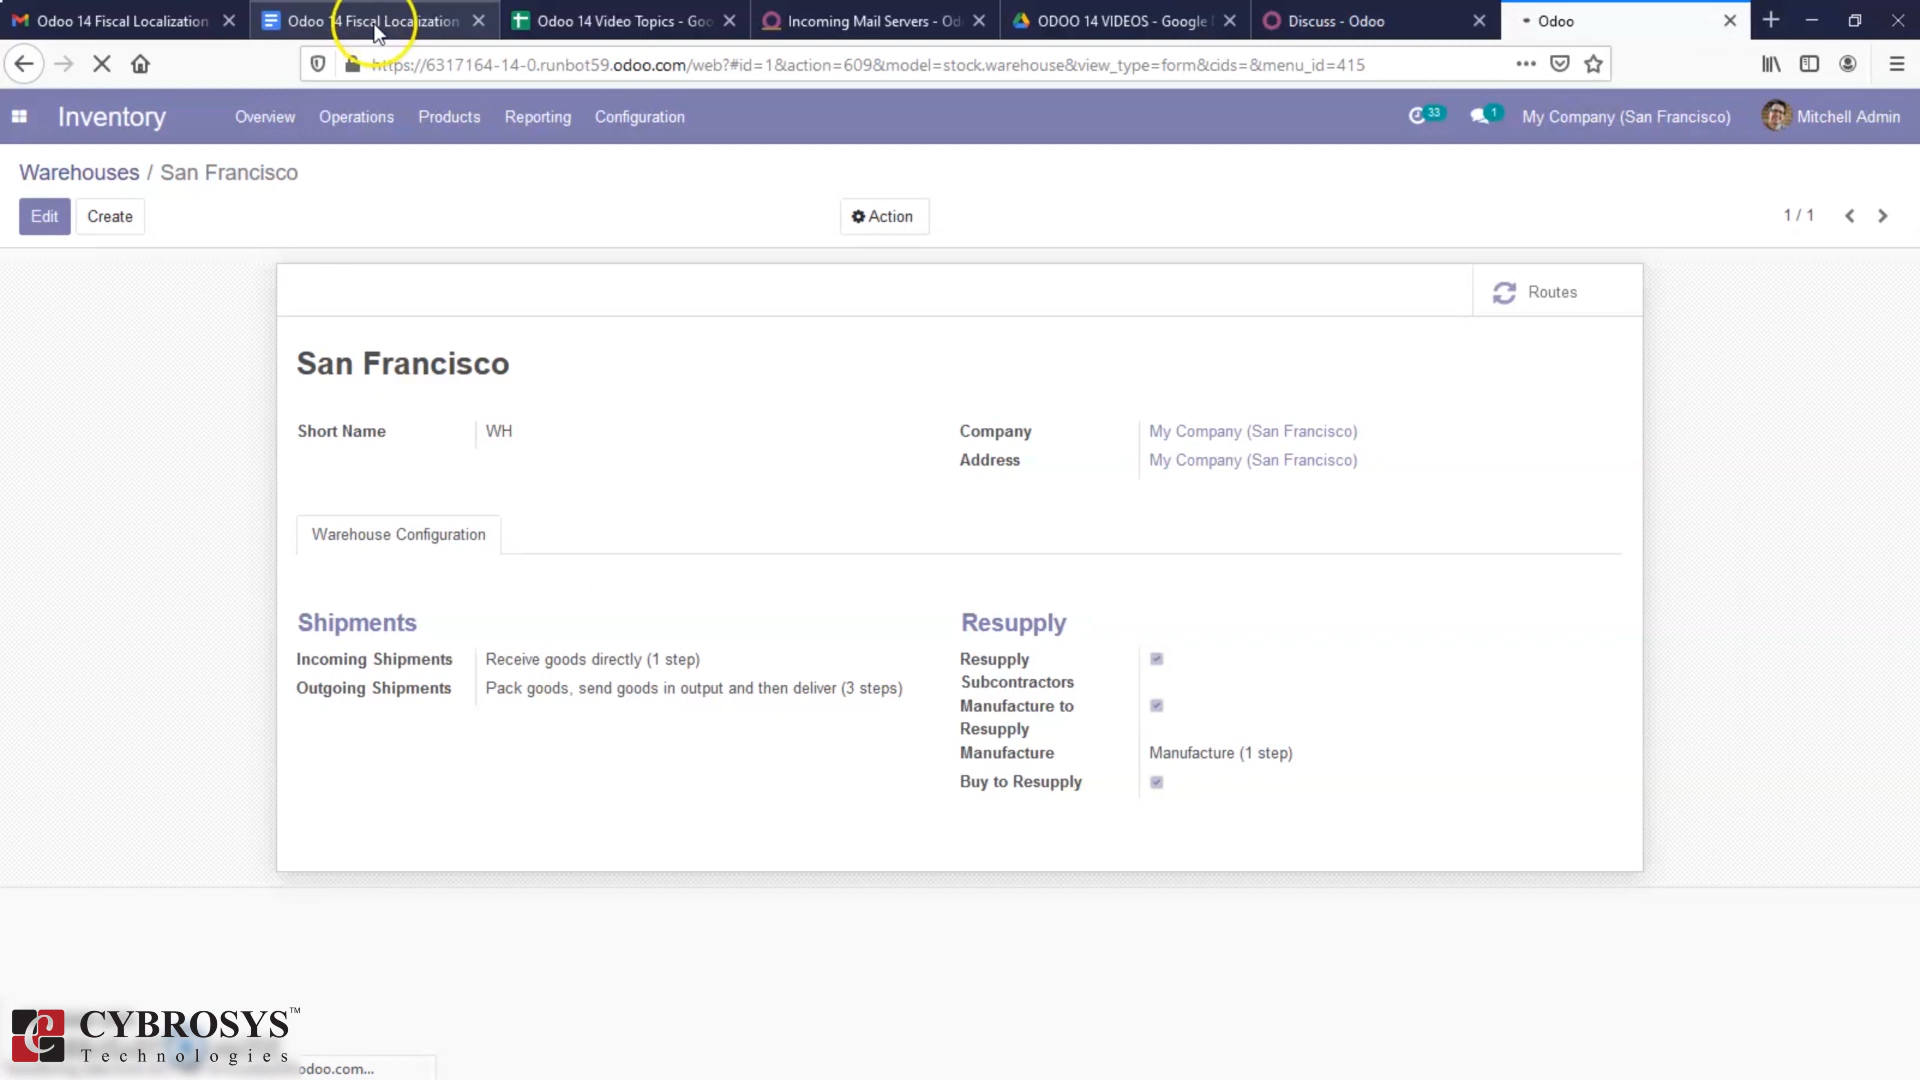 Odoo 14 Fiscal Localization
Odoo 14 Fiscal Localization
Odoo 14 Video Topics - Goo
Incoming Mail Servers - Od
ODOO 14 VIDEOS - Google
Discuss - Odoo
Odoo
https://6317164-14-0.runbot59.odoo.com/web?#id=1&action=609&model=stock.warehouse&view_type=form&cids=&menu_id=415
Inventory Overview Operations Products Reporting Configuration 33 1 My Company (San Francisco) Mitchell Admin
Warehouses / San Francisco
Edit Create Action 1 / 1
Routes
San Francisco
Short Name WH
Company My Company (San Francisco)
Address My Company (San Francisco)
Warehouse Configuration
Shipments
Incoming Shipments Receive goods directly (1 step)
Outgoing Shipments Pack goods, send goods in output and then deliver (3 steps)
Resupply
Resupply
Subcontractors
Manufacture to
Resupply
Manufacture Manufacture (1 step)
Buy to Resupply
CYBROSYS™
Technologies
odoo.com...